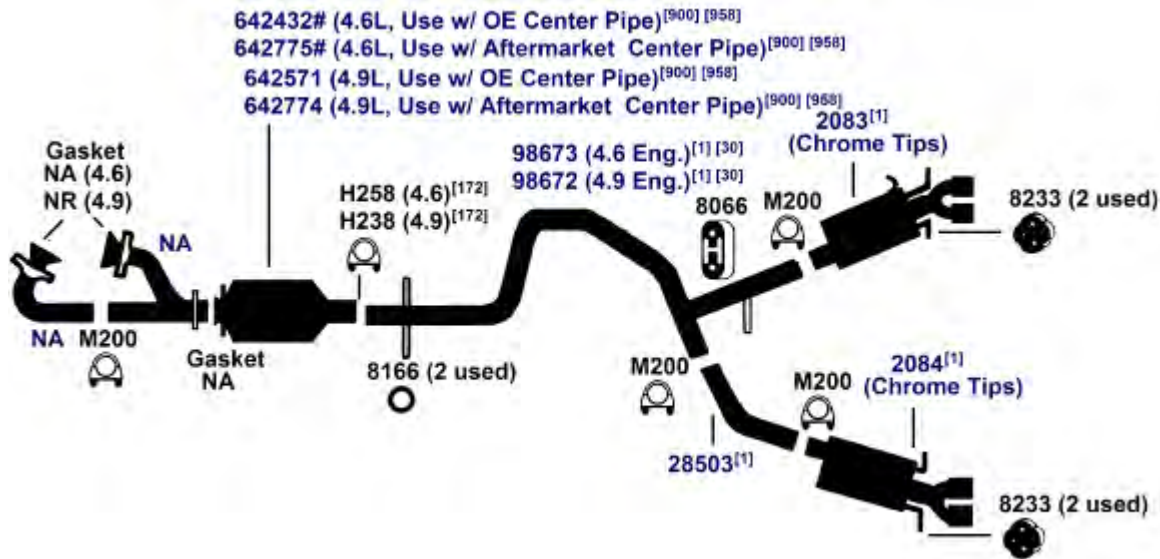 642432# (4.6L, Use w/ OE Center Pipe)[900] [958]
642775# (4.6L, Use w/ Aftermarket Center Pipe)[900] [958]
642571 (4.9L, Use w/ OE Center Pipe)[900] [958]
642774 (4.9L, Use w/ Aftermarket Center Pipe)[900] [958]
Gasket
NA (4.6)
NR (4.9)
NA
NA
M200
Gasket
NA
H258 (4.6)[172]
H238 (4.9)[172]
8166 (2 used)
98673 (4.6 Eng.)[1] [30]
98672 (4.9 Eng.)[1] [30]
8066
M200
2083[1]
(Chrome Tips)
8233 (2 used)
M200
28503[1]
M200
2084[1]
(Chrome Tips)
8233 (2 used)